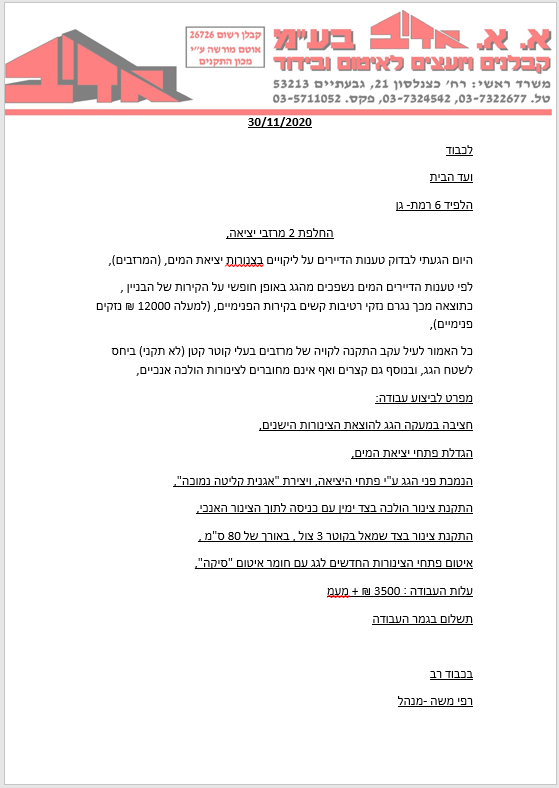 א. א. אדיב בע"מ
קבלנים ויועצים לאיטום ובידוד
קבלן רשום 26726
אוטם מורשה ע"י
מכון התקנים
משרד ראשי: רח' כצנלסון 21, גבעתיים 53213
טל. 03-7322677, 03-7324542, פקס. 03-5711052
אדיב
30/11/2020
לכבוד
ועד הבית
הלפיד 6 רמת- גן
החלפת 2 מרזבי יציאה,
היום הגעתי לבדוק טענות הדיירים על ליקויים בצנורות יציאת המים, (המרזבים),
לפי טענות הדיירים המים נשפכים מהגג באופן חופשי על הקירות של הבניין ,
כתוצאה מכך נגרם נזקי רטיבות קשים בקירות הפנימיים, (למעלה 12000 ₪ נזקים
פנימיים),
כל האמור לעיל עקב התקנה לקויה של מרזבים בעלי קוטר קטן (לא תקני) ביחס
לשטח הגג, ובנוסף גם קצרים ואף אינם מחוברים לצינורות הולכה אנכיים,
מפרט לביצוע עבודה:
חציבה במעקה הגג להוצאת הצינורות הישנים,
הגדלת פתחי יציאת המים,
הנמכת פני הגג ע"י פתחי היציאה, ויצירת "אגנית קליטה נמוכה",
התקנת צינור הולכה בצד ימין עם כניסה לתוך הצינור האנכי,
התקנת צינור בצד שמאל בקוטר 3 צול , באורך של 80 ס"מ ,
איטום פתחי הצינורות החדשים לגג עם חומר איטום "סיקה",
עלות העבודה : 3500 ₪ + מעמ
תשלום בגמר העבודה
בכבוד רב
רפי משה -מנהל